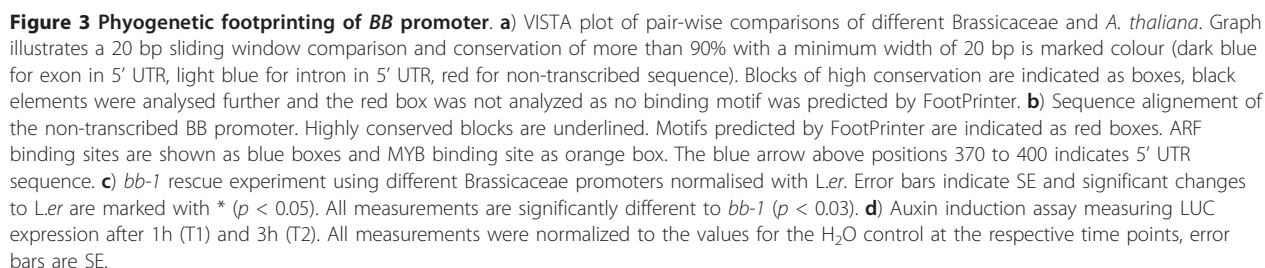 Figure 3 Phyogenetic footprinting of BB promoter. a) VISTA plot of pair-wise comparisons of different Brassicaceae and A. thaliana. Graph
illustrates a 20 bp sliding window comparison and conservation of more than 90% with a minimum width of 20 bp is marked colour (dark blue
for exon in 5’ UTR, light blue for intron in 5’ UTR, red for non-transcribed sequence). Blocks of high conservation are indicated as boxes, black
elements were analysed further and the red box was not analyzed as no binding motif was predicted by FootPrinter. b) Sequence alignement of
the non-transcribed BB promoter. Highly conserved blocks are underlined. Motifs predicted by FootPrinter are indicated as red boxes. ARF
binding sites are shown as blue boxes and MYB binding site as orange box. The blue arrow above positions 370 to 400 indicates 5’ UTR
sequence. c) bb-1 rescue experiment using different Brassicaceae promoters normalised with L.er. Error bars indicate SE and significant changes
to L.er are marked with * (p < 0.05). All measurements are significantly different to bb-1 (p < 0.03). d) Auxin induction assay measuring LUC
expression after 1h (T1) and 3h (T2). All measurements were normalized to the values for the H₂O control at the respective time points, error
bars are SE.